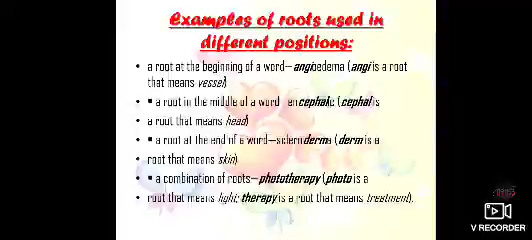 Examples of roots used in
different positions:
• a root at the beginning of a word—angioedema (angi is a root
that means vessel)
• ▪ a root in the middle of a word encephalic (cephal is
• a root that means head)
• ▪ a root at the end of a word—scleroderma (derm is a
• root that means skin)
• ▪ a combination of roots—phototherapy (photo is a
• root that means light; therapy is a root that means treatment).
V RECORDER